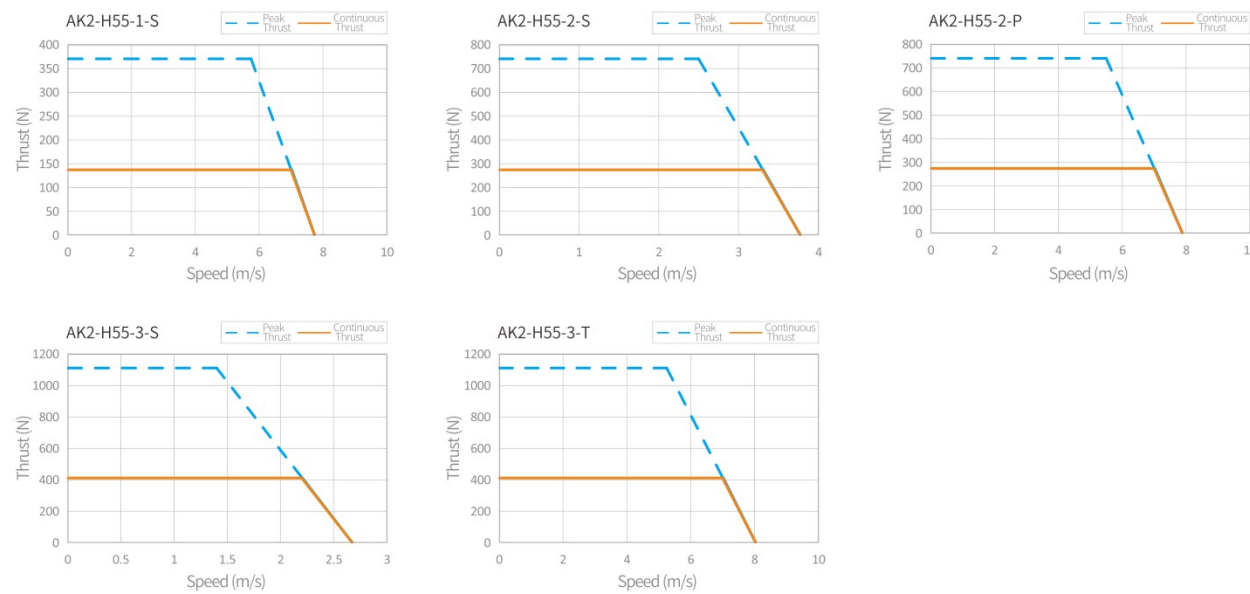 AK2-H55-1-S
Peak Thrust
Continuous Thrust
400
350
300
250
200
150
100
50
0
Thrust (N)
0 2 4 6 8 10
Speed (m/s)
AK2-H55-2-S
Peak Thrust
Continuous Thrust
800
700
600
500
400
300
200
100
0
Thrust (N)
0 1 2 3 4
Speed (m/s)
AK2-H55-2-P
Peak Thrust
Continuous Thrust
800
700
600
500
400
300
200
100
0
Thrust (N)
0 2 4 6 8
Speed (m/s)
AK2-H55-3-S
Peak Thrust
Continuous Thrust
1200
1000
800
600
400
200
0
Thrust (N)
0 0.5 1 1.5 2 2.5 3
Speed (m/s)
AK2-H55-3-T
Peak Thrust
Continuous Thrust
1200
1000
800
600
400
200
0
Thrust (N)
0 2 4 6 8 10
Speed (m/s)